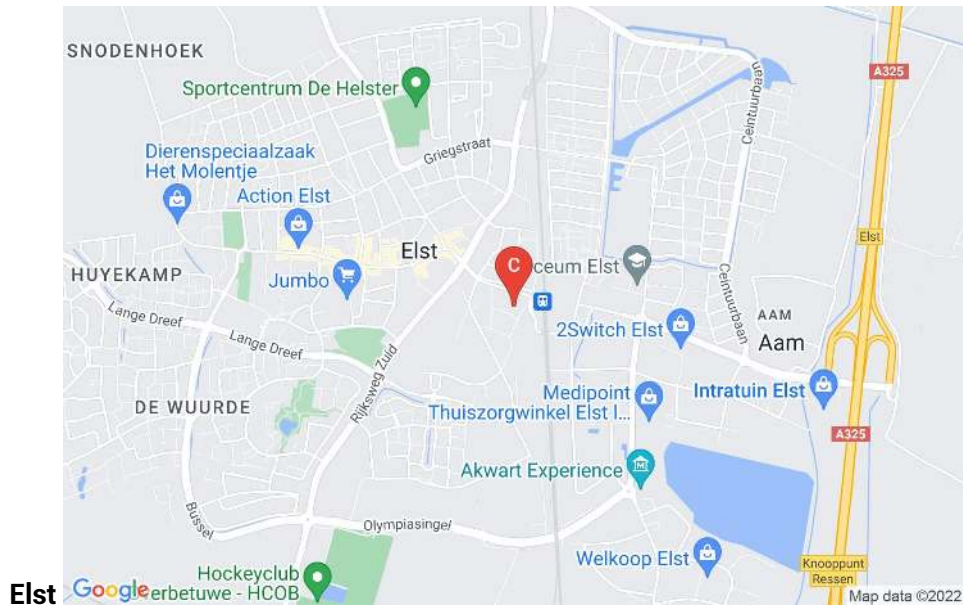 SNODENHOEK
Sportcentrum De Helster
A325
Ceintuurbaan
Griegstraat
Dierenspeciaalzaak
Het Molentje
Action Elst
Elst
Elst
HUYEKAMP
Jumbo
C
ceum Elst
Ceintuurbaan
Lange Dreef
Lange Dreef
2Switch Elst
AAM
Aam
Rijksweg Zuid
DE WUURDE
Medipoint
Thuiszorgwinkel Elst I...
Intratuin Elst
A325
Akwart Experience
Bussel
Olympiasingel
Welkoop Elst
Knooppunt
Ressen
Hockeyclub
erbetuwe - HCOB
Elst
Google
Map data ©2022